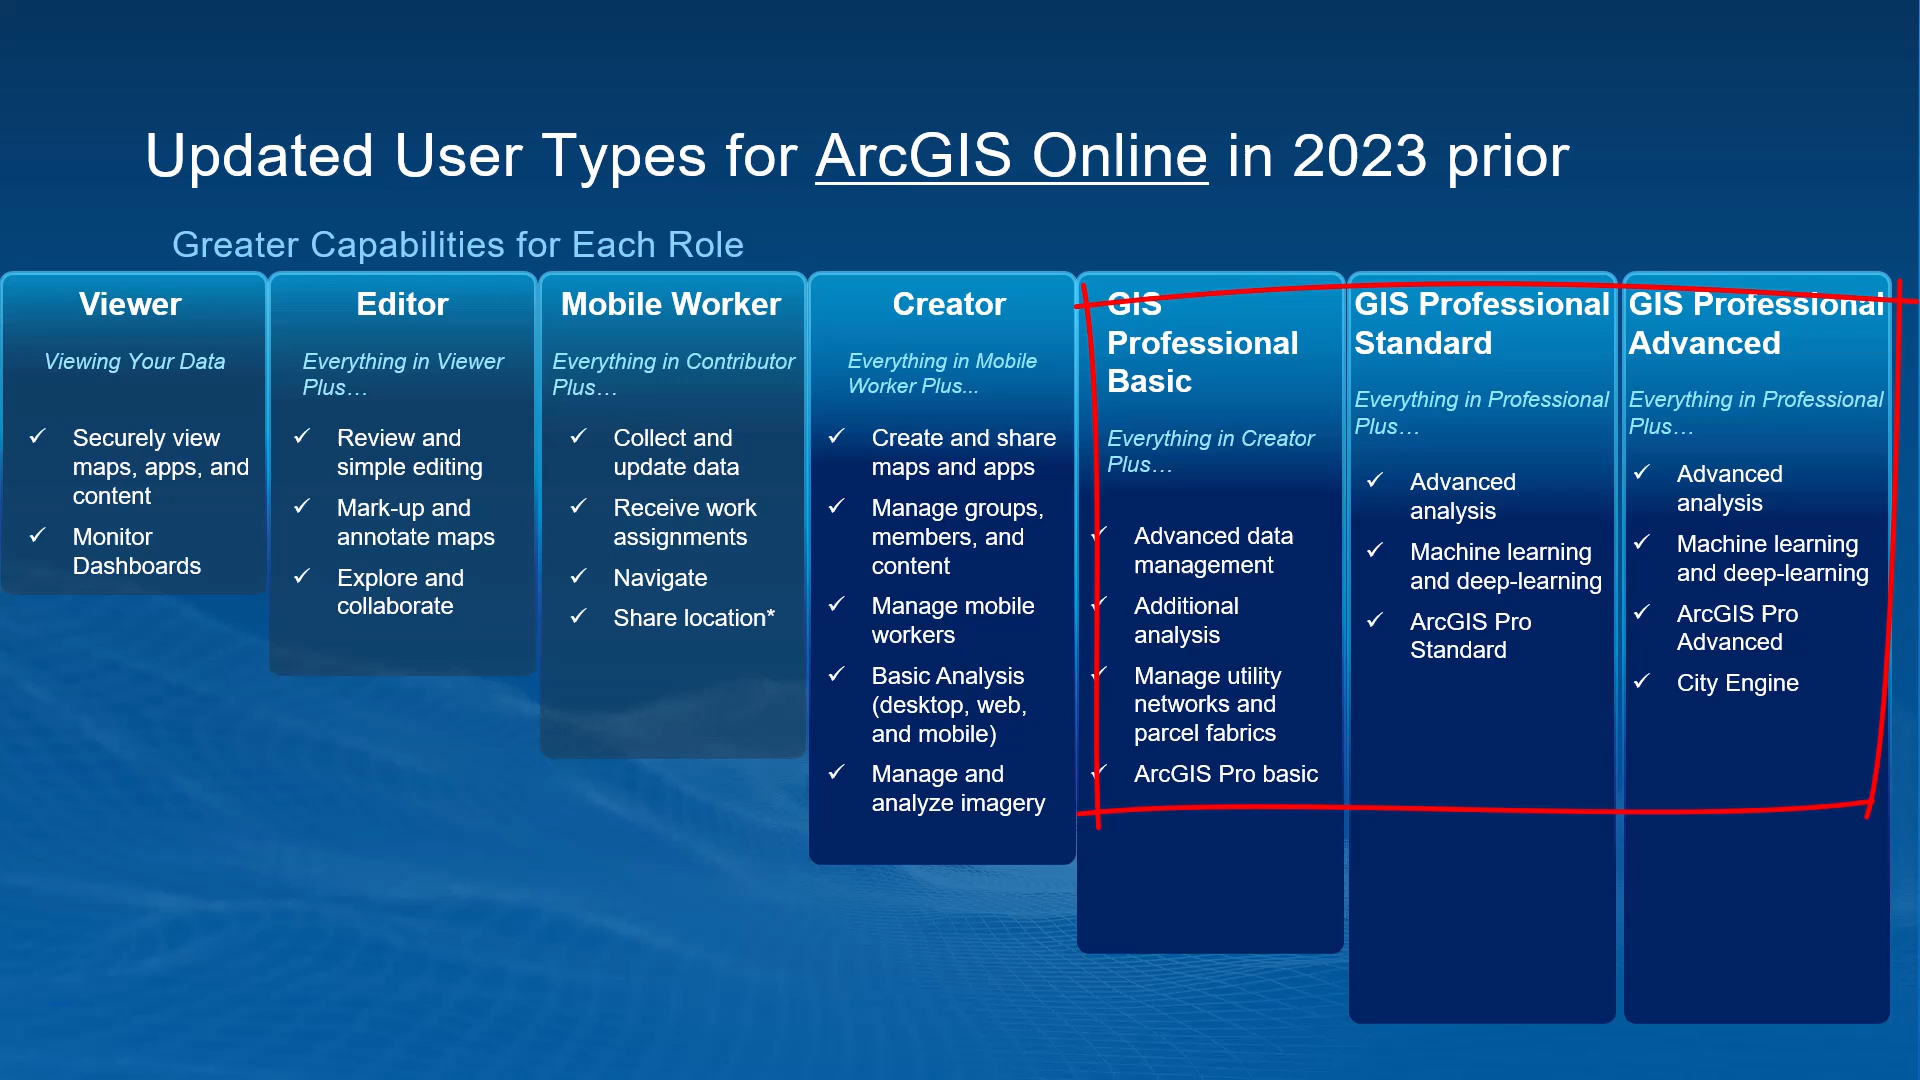 Updated User Types for ArcGIS Online in 2023 prior
Greater Capabilities for Each Role
Viewer
Viewing Your Data
✓ Securely view
maps, apps, and
content
✓ Monitor
Dashboards
Editor
Everything in Viewer
Plus…
✓ Review and
simple editing
✓ Mark-up and
annotate maps
✓ Explore and
collaborate
Mobile Worker
Everything in Contributor
Plus…
✓ Collect and
update data
✓ Receive work
assignments
✓ Navigate
✓ Share location*
Creator
Everything in Mobile
Worker Plus...
✓ Create and share
maps and apps
✓ Manage groups,
members, and
content
✓ Manage mobile
workers
✓ Basic Analysis
(desktop, web,
and mobile)
✓ Manage and
analyze imagery
GIS
Professional
Basic
Everything in Creator
Plus…
✓ Advanced data
management
✓ Additional
analysis
✓ Manage utility
networks and
parcel fabrics
✓ ArcGIS Pro basic
GIS Professional
Standard
Everything in Professional
Plus…
✓ Advanced
analysis
✓ Machine learning
and deep-learning
✓ ArcGIS Pro
Standard
GIS Professional
Advanced
Everything in Professional
Plus…
✓ Advanced
analysis
✓ Machine learning
and deep-learning
✓ ArcGIS Pro
Advanced
✓ City Engine